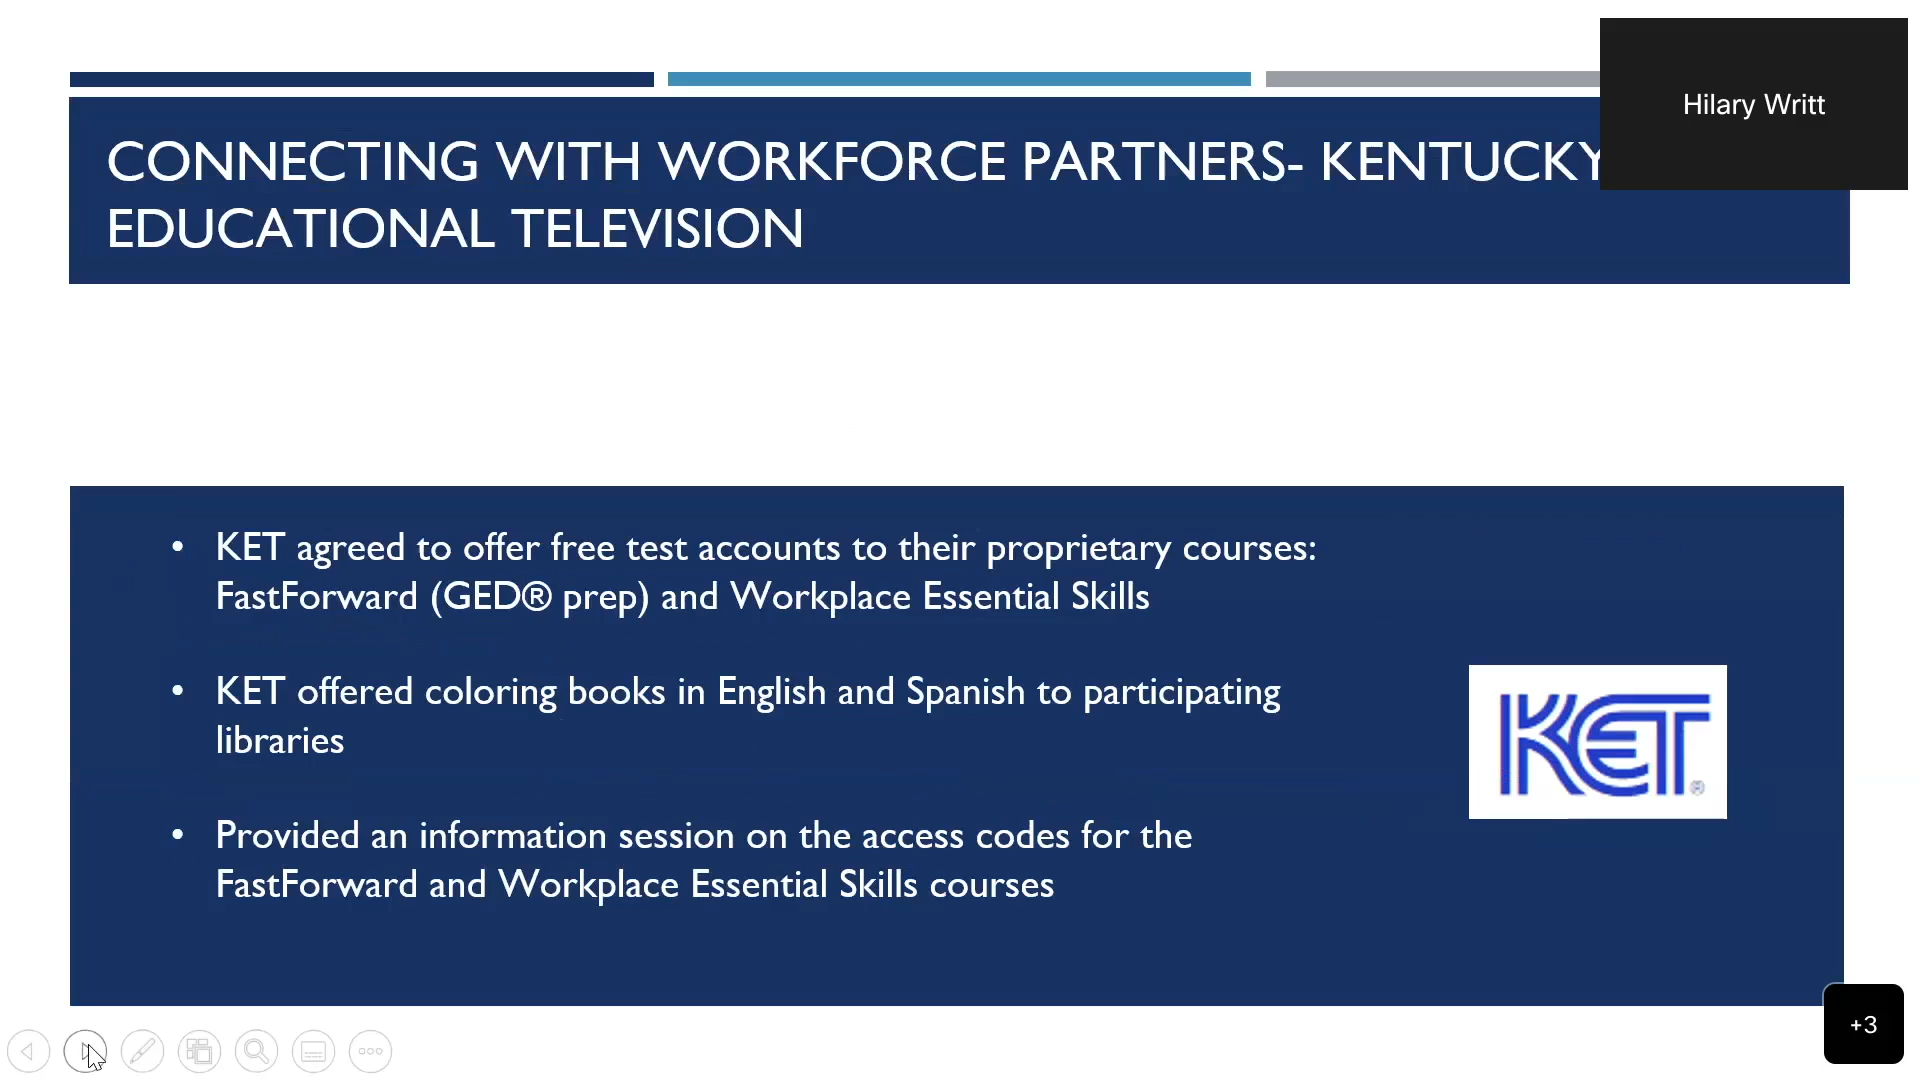 Hilary Writt
CONNECTING WITH WORKFORCE PARTNERS- KENTUCKY
EDUCATIONAL TELEVISION
• KET agreed to offer free test accounts to their proprietary courses:
FastForward (GED® prep) and Workplace Essential Skills
• KET offered coloring books in English and Spanish to participating
libraries
KET®
• Provided an information session on the access codes for the
FastForward and Workplace Essential Skills courses
+3